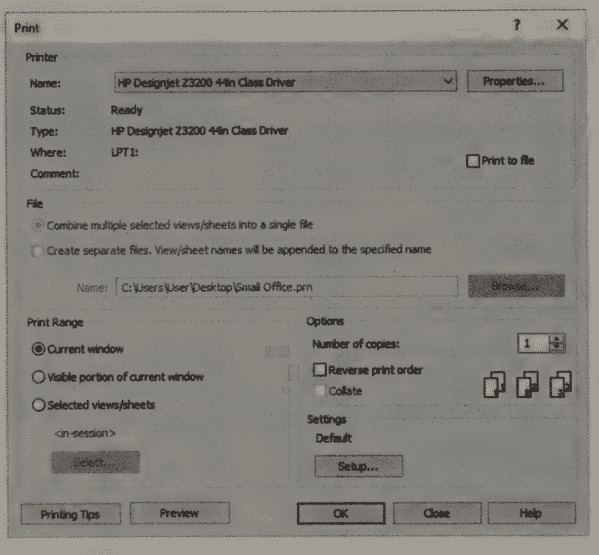 Print ? X
Printer
Name: HP Designjet Z3200 44in Class Driver Properties...
Status: Ready
Type: HP Designjet Z3200 44in Class Driver
Where: LPT1:
Comment: Print to file
File
Combine multiple selected views/sheets into a single file
Create separate files. View/sheet names will be appended to the specified name
Name: C:\Users\User\Desktop\Small Office.prn Browse...
Print Range
Current window
Visible portion of current window
Selected views/sheets
<in-session>
Select...
Options
Number of copies: 1
Reverse print order
Collate
Settings
Default
Setup...
Printing Tips Preview OK Close Help